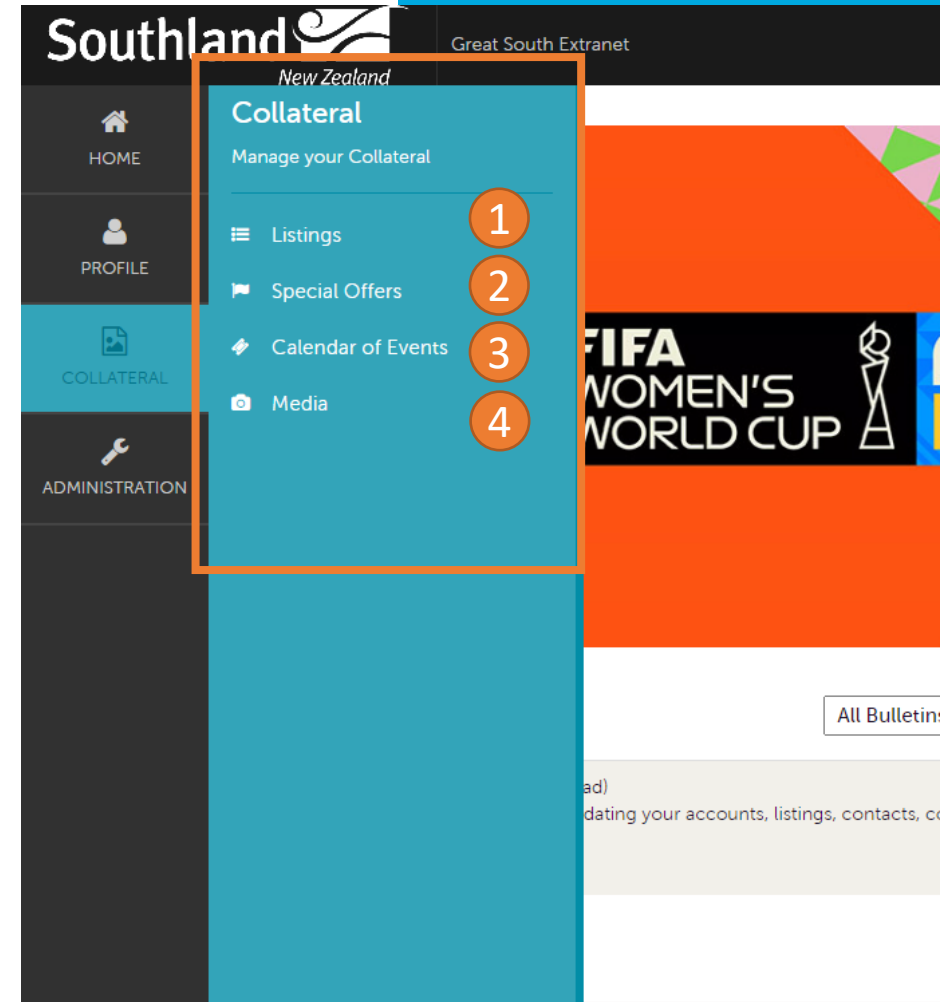 Southland
New Zealand
Great South Extranet
HOME
PROFILE
COLLATERAL
ADMINISTRATION
Collateral
Manage your Collateral
Listings
1
Special Offers
2
Calendar of Events
3
Media
4
FIFA
WOMEN'S
WORLD CUP
All Bulletins
ad)
dating your accounts, listings, contacts, co